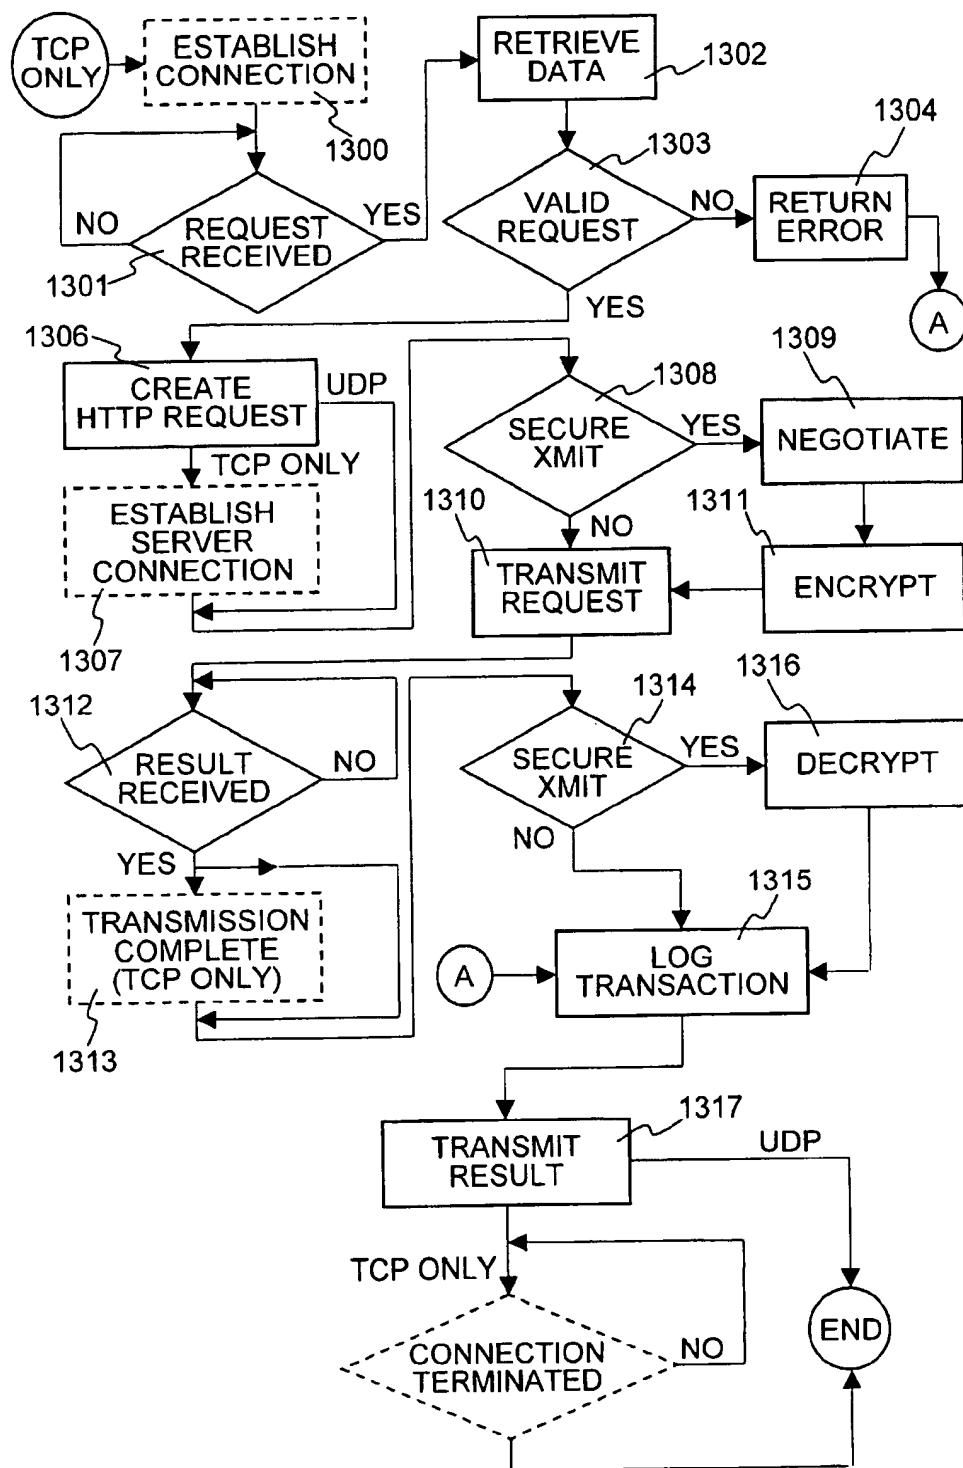 TCP
ONLY
ESTABLISH
CONNECTION
1300
RETRIEVE
DATA
1302
1304
1303
NO
REQUEST
RECEIVED
YES
1301
VALID
REQUEST
NO
RETURN
ERROR
YES
A
1306
CREATE
HTTP REQUEST
UDP
1308
1309
SECURE
XMIT
YES
NEGOTIATE
TCP ONLY
1310
NO
1311
ESTABLISH
SERVER
CONNECTION
TRANSMIT
REQUEST
ENCRYPT
1307
1312
1314
1316
RESULT
RECEIVED
NO
SECURE
XMIT
YES
DECRYPT
YES
NO
1315
TRANSMISSION
COMPLETE
(TCP ONLY)
A
LOG
TRANSACTION
1313
1317
TRANSMIT
RESULT
UDP
TCP ONLY
END
CONNECTION
TERMINATED
NO